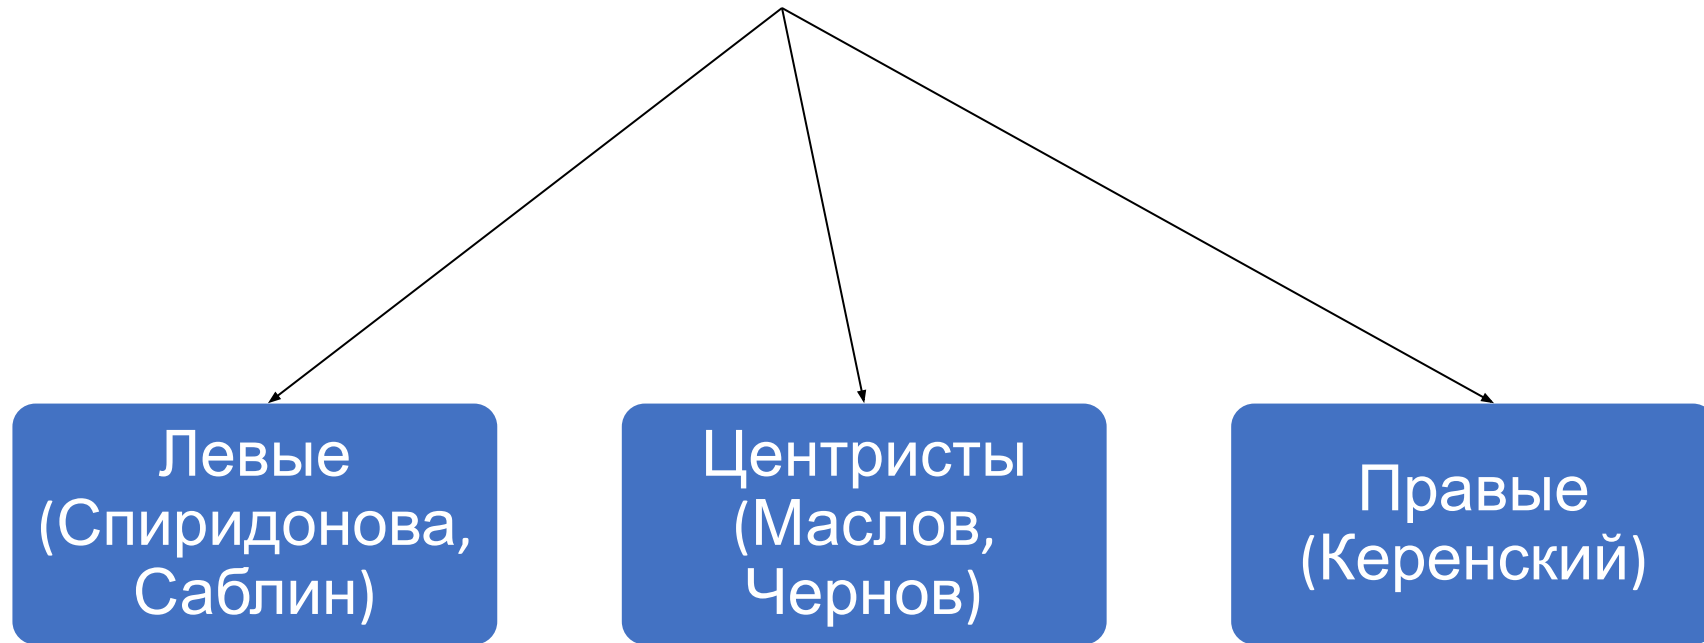 Левые
(Спиридонова,
Саблин)
Центристы
(Маслов,
Чернов)
Правые
(Керенский)